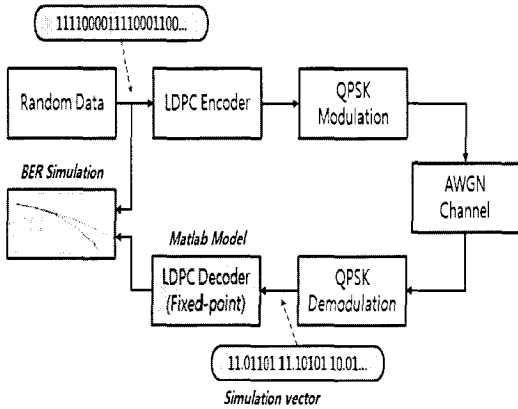 1111000011110001100...
Random Data
LDPC Encoder
QPSK
Modulation
BER Simulation
AWGN
Channel
Matlab Model
LDPC Decoder
(Fixed-point)
QPSK
Demodulation
11.01101 11.10101 10.01...
Simulation vector